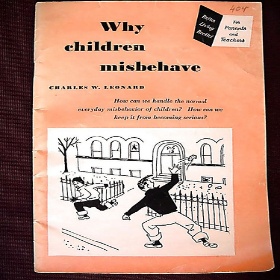 Why
children
misbehave
CHARLES W. LEONARD
How can we handle the normal
everyday misbehavior of children? How can we
keep it from becoming serious?
Better
Living
Booklet
For
Parents
and
Teachers